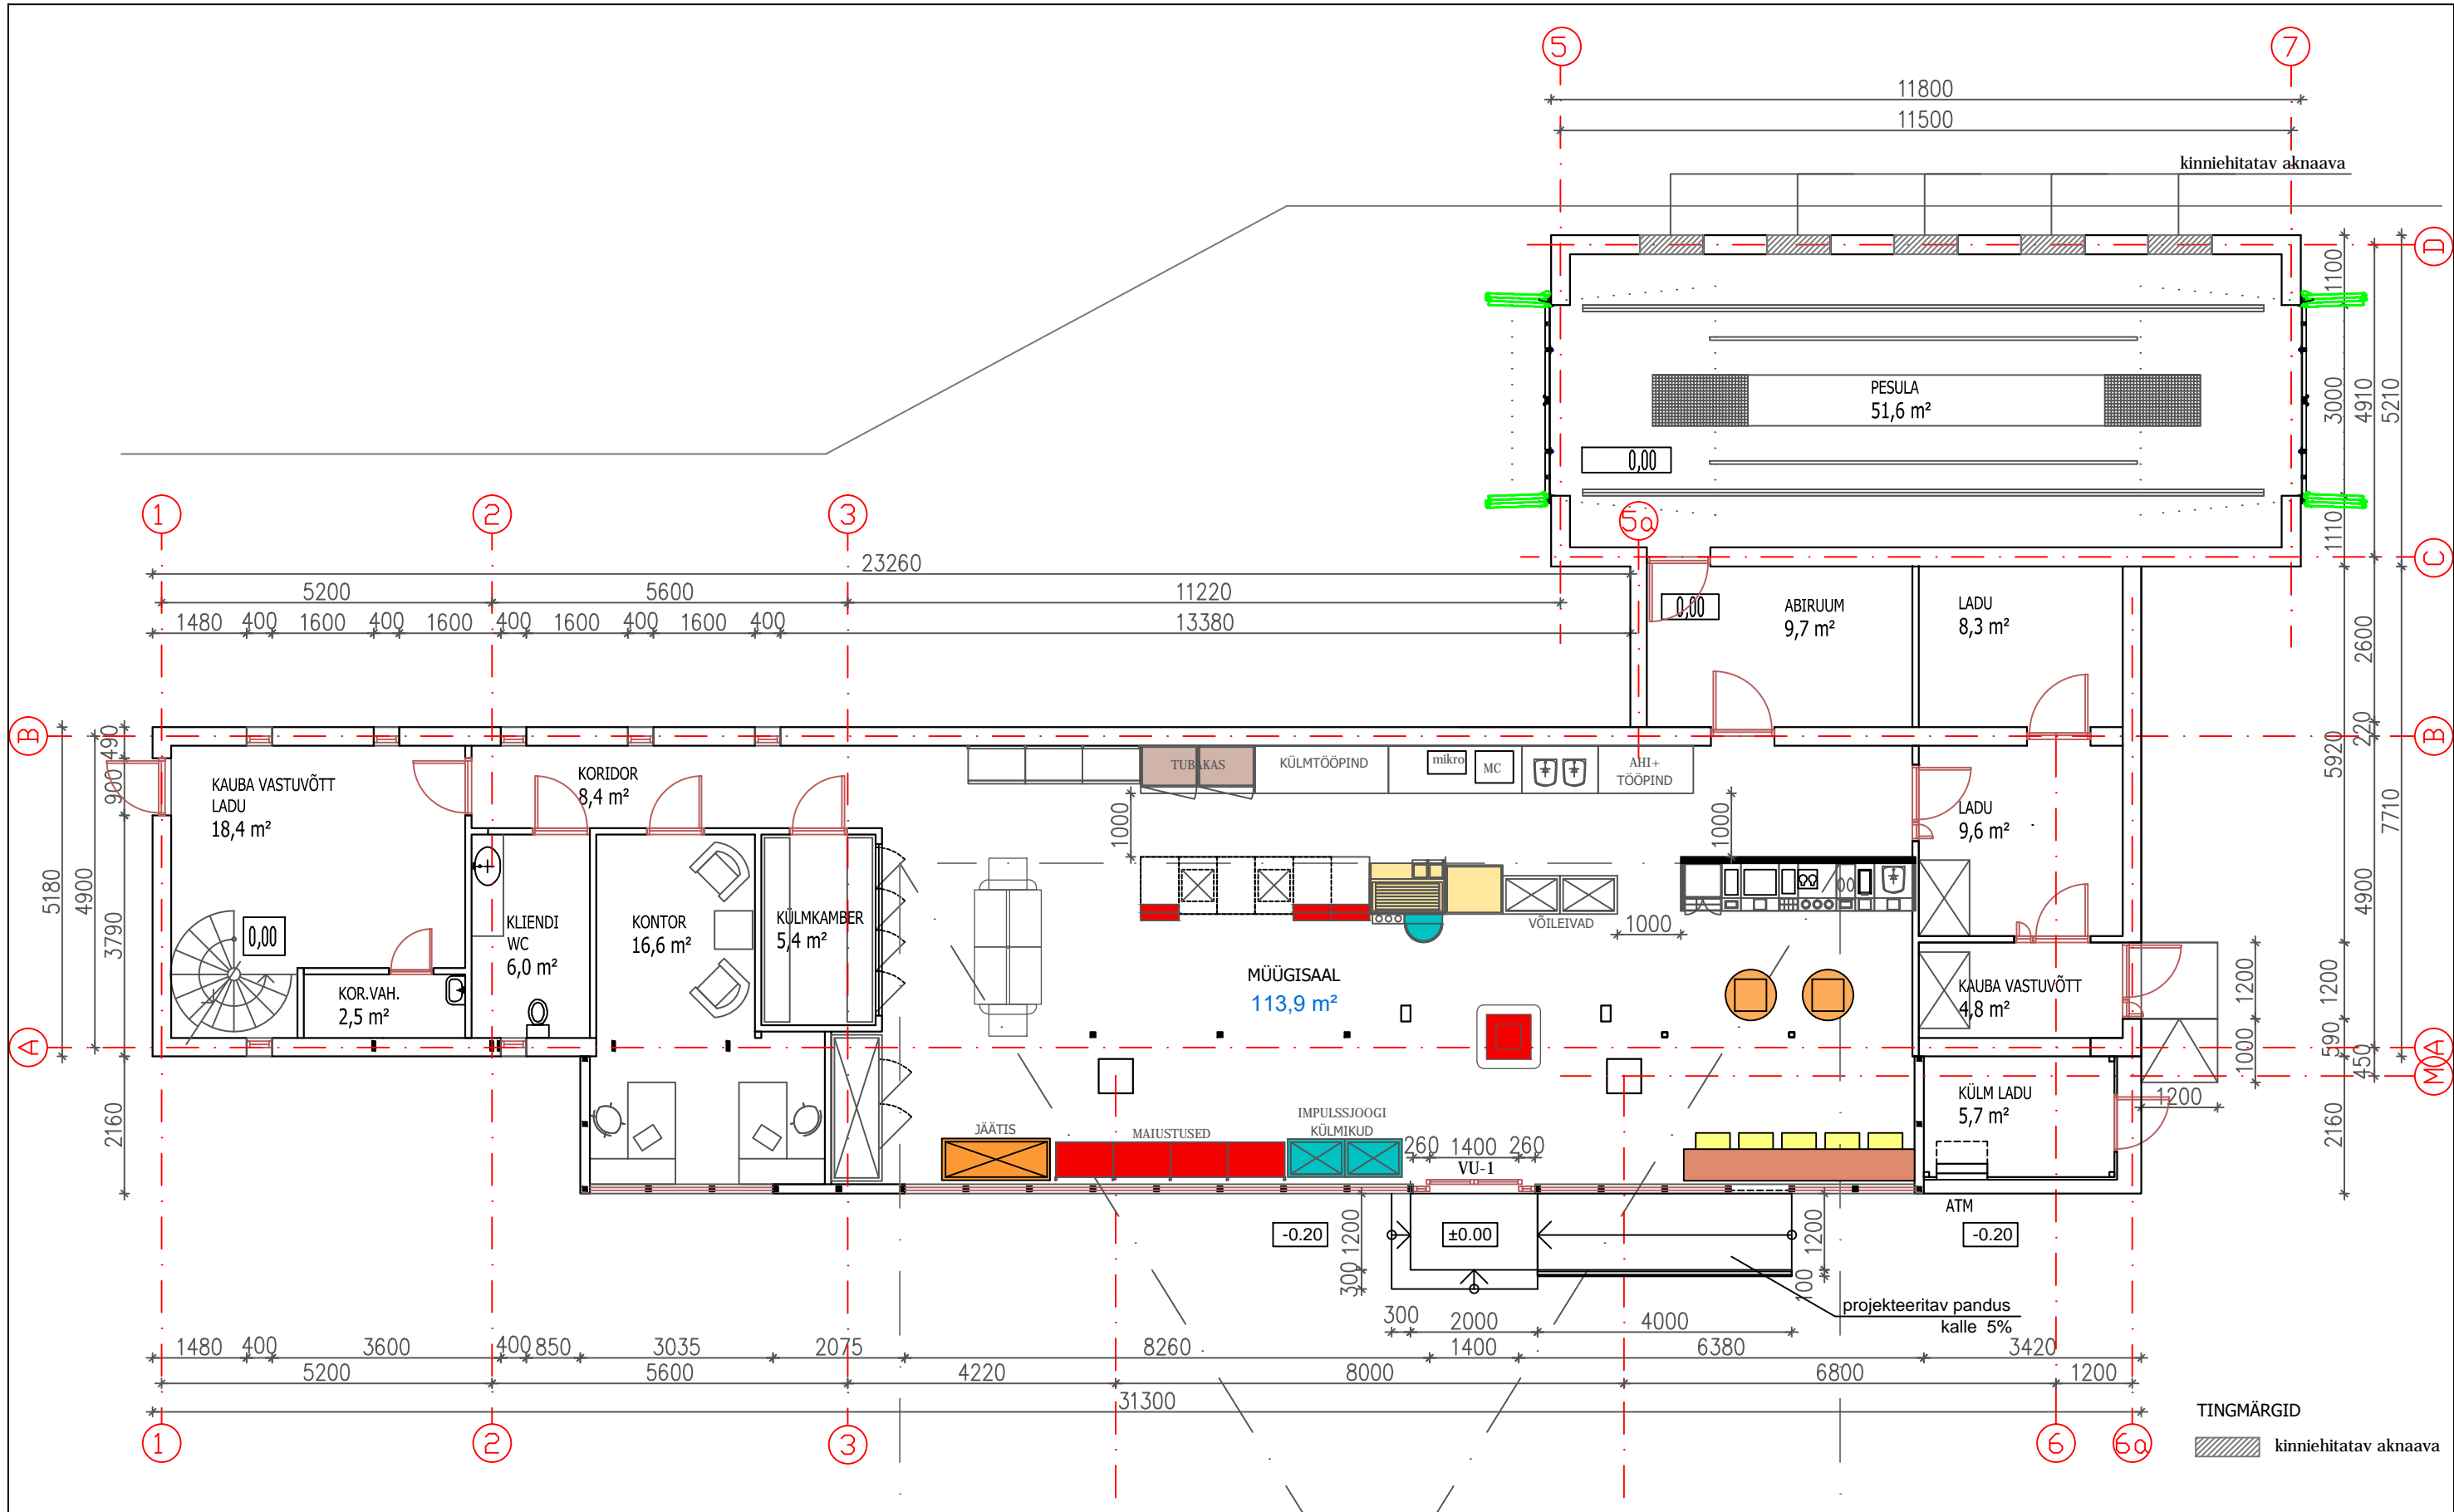 5
7
11800
11500
kinniehitatav aknaava
D
1100
3000
4910
5210
PESULA
51,6 m²
0,00
1
2
3
5a
1110
C
23260
5200
5600
11220
1480
400
1600
400
1600
400
1600
400
1600
400
13380
0,00
ABIRUUM
9,7 m²
LADU
8,3 m²
2600
220
5920
7710
B
490
B
KORIDOR
8,4 m²
TUBAKAS
KÜLMTÖÖPIND
mikro
MC
AHI+
TÖÖPIND
KAUBA VASTUVÕTT
LADU
18,4 m²
900
1000
1000
LADU
9,6 m²
5180
4900
3790
4900
0,00
KLIENDI
WC
6,0 m²
KONTOR
16,6 m²
KÜLMKAMBER
5,4 m²
VÕILEIVAD
1000
MÜÜGISAAL
113,9 m²
KOR.VAH.
2,5 m²
KAUBA VASTUVÕTT
4,8 m²
1200
1200
590
1000
450
A
A
M
1200
2160
KÜLM LADU
5,7 m²
2160
JÄÄTIS
MAIUSTUSED
IMPULSSJOOGI
KÜLMIKUD
260
1400
260
VU-1
ATM
-0.20
±0.00
-0.20
1200
300
1200
100
projekteeritav pandus
kalle 5%
300
2000
4000
1480
400
3600
400
850
3035
2075
8260
1400
6380
3420
5200
5600
4220
8000
6800
1200
31300
1
2
3
6
6a
TINGMÄRGID
kinniehitatav aknaava